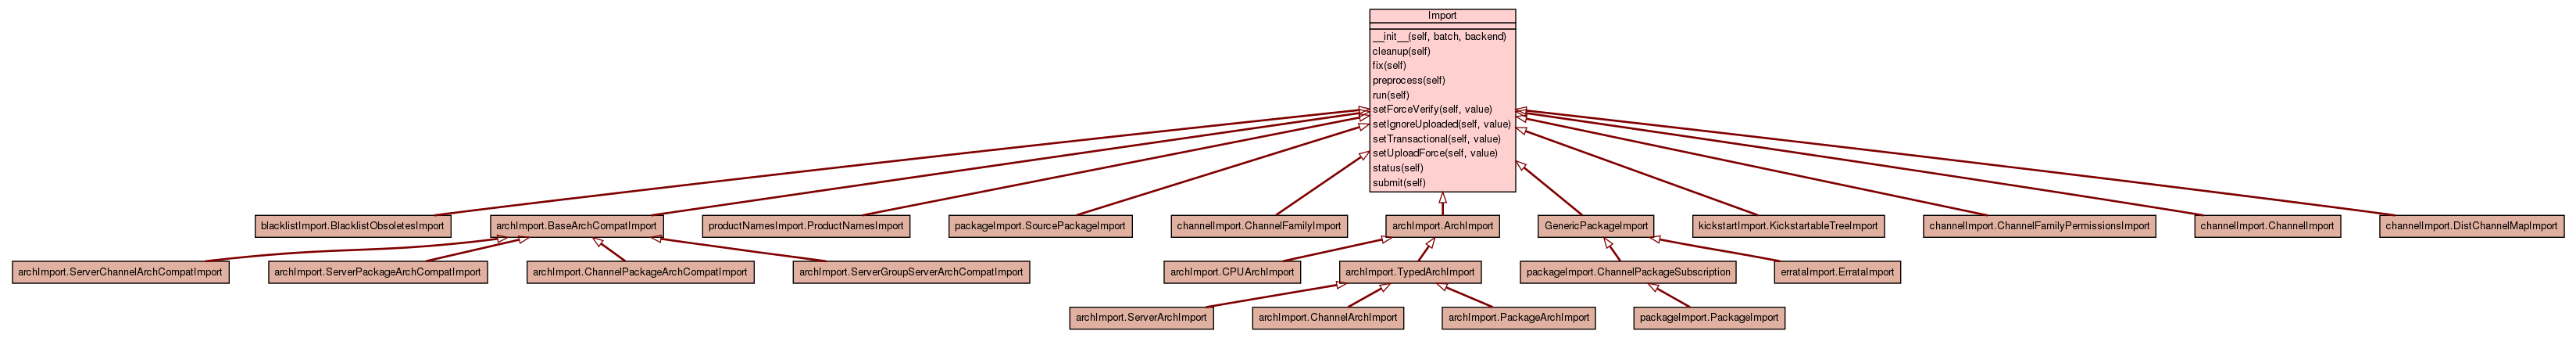 Import
__init__(self, batch, backend)
cleanup(self)
fix(self)
preprocess(self)
run(self)
setForceVerify(self, value)
setIgnoreUploaded(self, value)
setTransactional(self, value)
setUploadForce(self, value)
status(self)
submit(self)
blacklistImport.BlacklistObsoletesImport
archImport.BaseArchCompatImport
productNamesImport.ProductNamesImport
packageImport.SourcePackageImport
channelImport.ChannelFamilyImport
archImport.ArchImport
GenericPackageImport
kickstartImport.KickstartableTreeImport
channelImport.ChannelFamilyPermissionsImport
channelImport.ChannelImport
channelImport.DistChannelMapImport
archImport.ServerChannelArchCompatImport
archImport.ServerPackageArchCompatImport
archImport.ChannelPackageArchCompatImport
archImport.ServerGroupServerArchCompatImport
archImport.CPUArchImport
archImport.TypedArchImport
packageImport.ChannelPackageSubscription
errataImport.ErrataImport
archImport.ServerArchImport
archImport.ChannelArchImport
archImport.PackageArchImport
packageImport.PackageImport